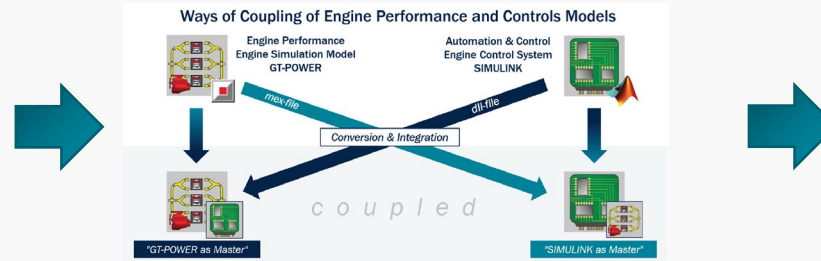 Ways of Coupling of Engine Performance and Controls Models
Engine Performance
Engine Simulation Model
GT-POWER
Automation & Control
Engine Control System
SIMULINK
mex-file
dll-file
Conversion & Integration
coupled
"GT-POWER as Master"
"SIMULINK as Master"